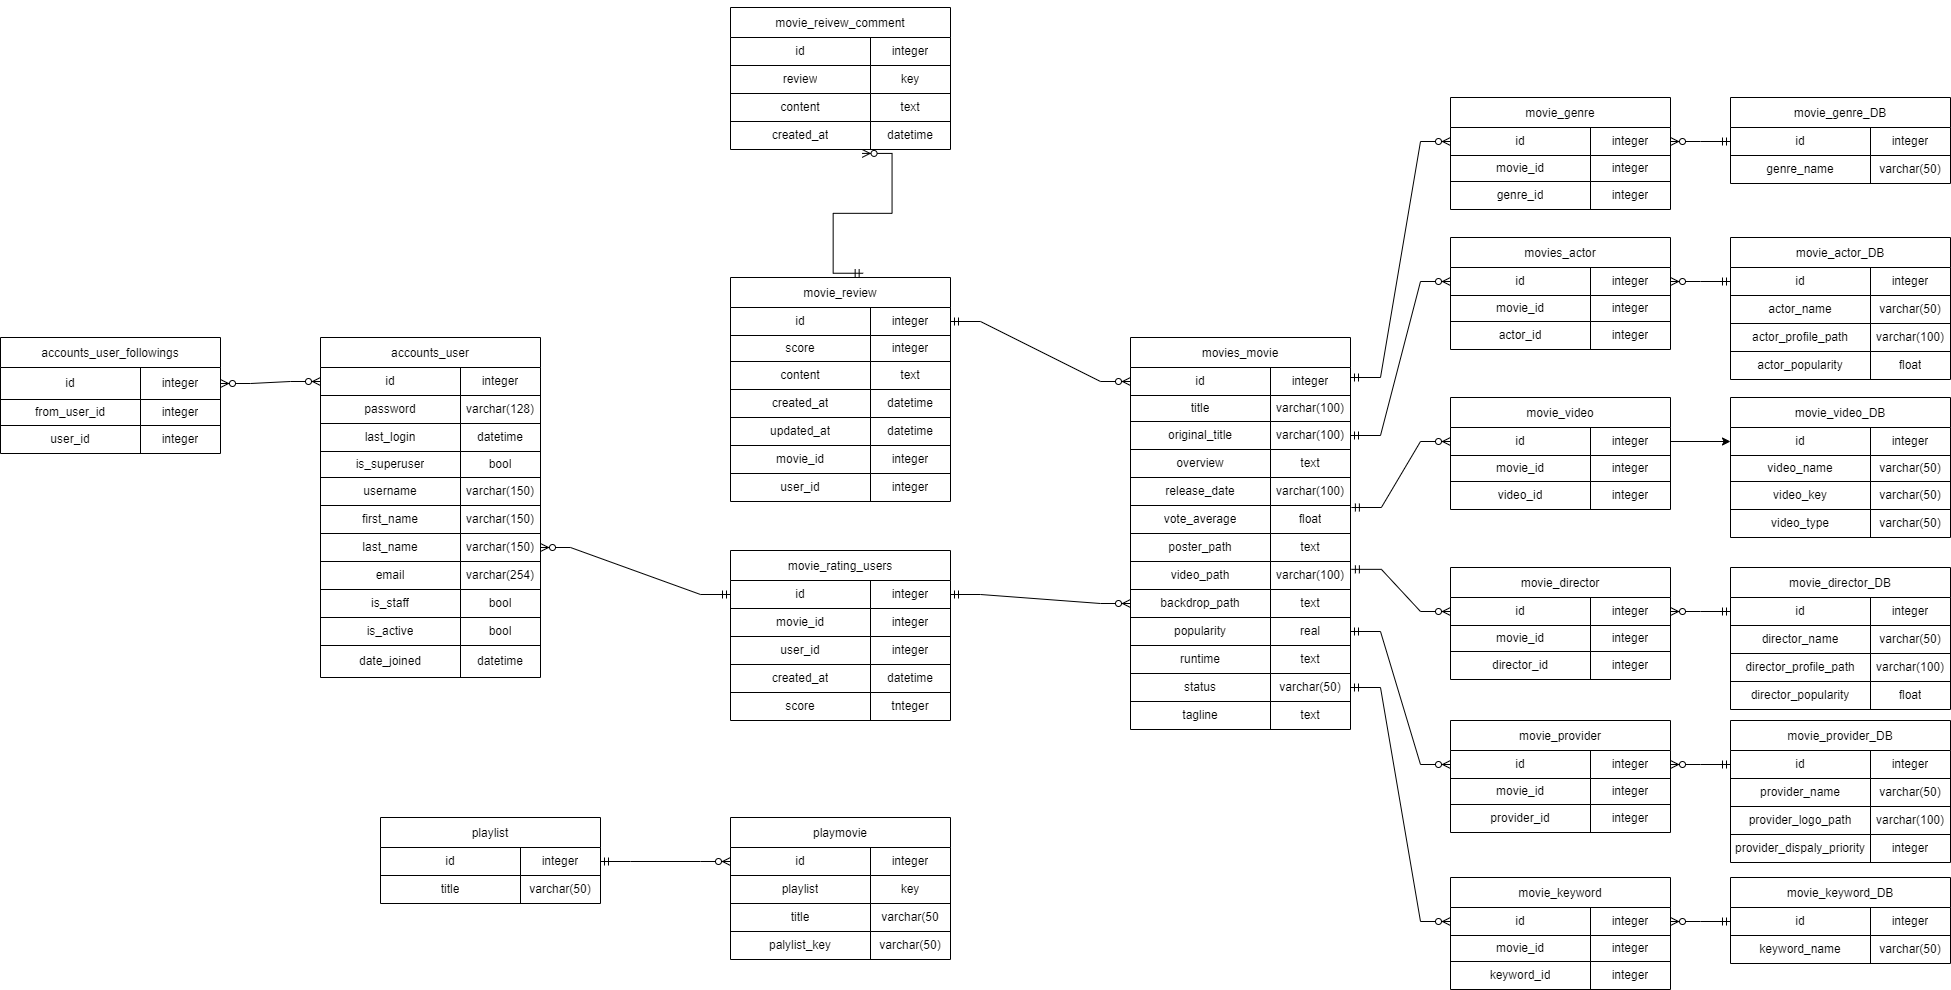 movie_reivew_comment
id integer
review key
content text
created_at datetime
movie_review
id integer
score integer
content text
created_at datetime
updated_at datetime
movie_id integer
user_id integer
accounts_user_followings
id integer
from_user_id integer
user_id integer
accounts_user
id integer
password varchar(128)
last_login datetime
is_superuser bool
username varchar(150)
first_name varchar(150)
last_name varchar(150)
email varchar(254)
is_staff bool
is_active bool
date_joined datetime
movie_rating_users
id integer
movie_id integer
user_id integer
created_at datetime
score tnteger
playlist
id integer
title varchar(50)
playmovie
id integer
playlist key
title varchar(50
palylist_key varchar(50)
movies_movie
id integer
title varchar(100)
original_title varchar(100)
overview text
release_date varchar(100)
vote_average float
poster_path text
video_path varchar(100)
backdrop_path text
popularity real
runtime text
status varchar(50)
tagline text
movie_genre
id integer
movie_id integer
genre_id integer
movie_genre_DB
id integer
genre_name varchar(50)
movies_actor
id integer
movie_id integer
actor_id integer
movie_actor_DB
id integer
actor_name varchar(50)
actor_profile_path varchar(100)
actor_popularity float
movie_video
id integer
movie_id integer
video_id integer
movie_video_DB
id integer
video_name varchar(50)
video_key varchar(50)
video_type varchar(50)
movie_director
id integer
movie_id integer
director_id integer
movie_director_DB
id integer
director_name varchar(50)
director_profile_path varchar(100)
director_popularity float
movie_provider
id integer
movie_id integer
provider_id integer
movie_provider_DB
id integer
provider_name varchar(50)
provider_logo_path varchar(100)
provider_dispaly_priority integer
movie_keyword
id integer
movie_id integer
keyword_id integer
movie_keyword_DB
id integer
keyword_name varchar(50)